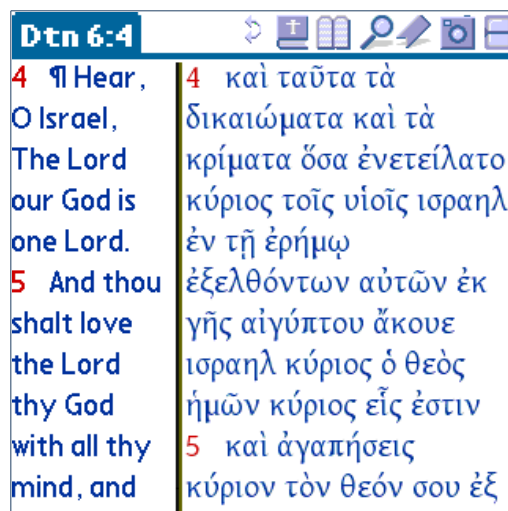 Dtn 6:4
4 ¶ Hear,
O Israel,
The Lord
our God is
one Lord.
5 And thou
shalt love
the Lord
thy God
with all thy
mind, and
4 καὶ ταῦτα τὰ
δικαιώματα καὶ τὰ
κρίματα ὅσα ἐνετείλατο
κύριος τοῖς υἱοῖς ισραηλ
ἐν τῇ ἐρήμῳ
ἐξελθόντων αὐτῶν ἐκ
γῆς αἰγύπτου ἄκουε
ισραηλ κύριος ὁ θεὸς
ἡμῶν κύριος εἷς ἐστιν
5 καὶ ἀγαπήσεις
κύριον τὸν θεόν σου ἐξ